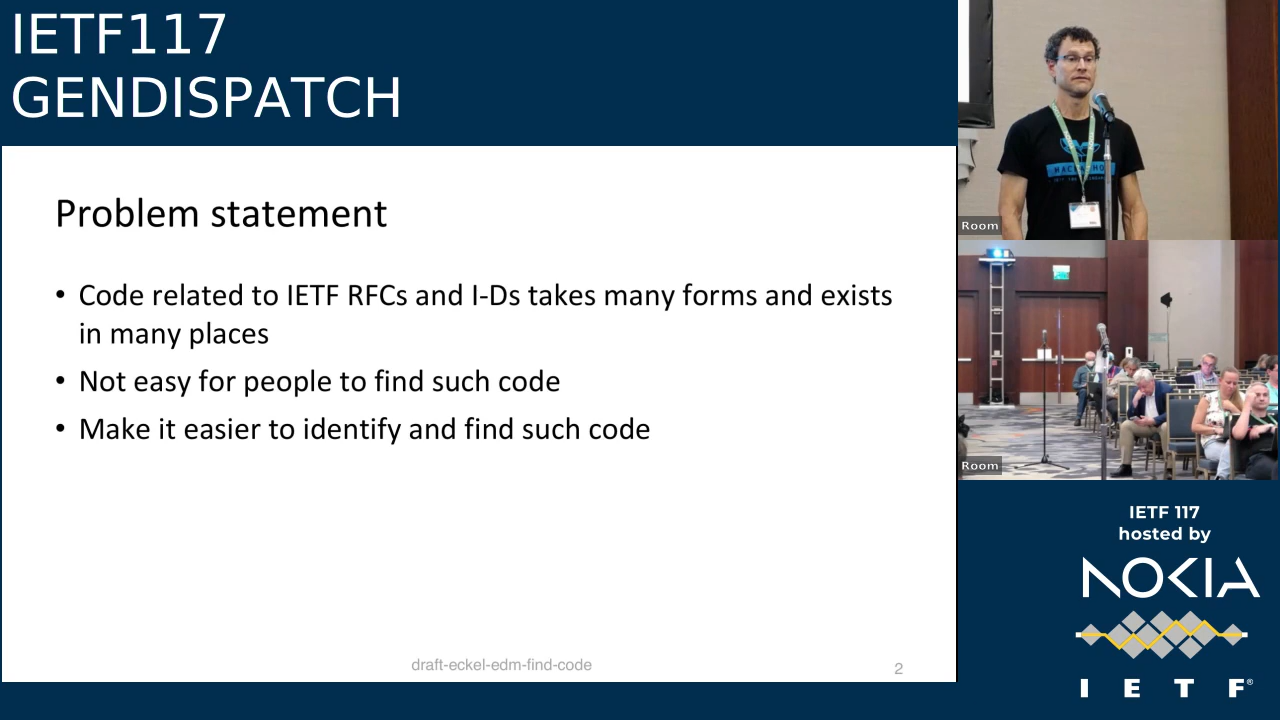 IETF117
GENDISPATCH
Problem statement
• Code related to IETF RFCs and I-Ds takes many forms and exists
in many places
• Not easy for people to find such code
• Make it easier to identify and find such code
draft-eckel-edm-find-code
2
Room
Room
IETF 117
hosted by
NOKIA
I E T F®